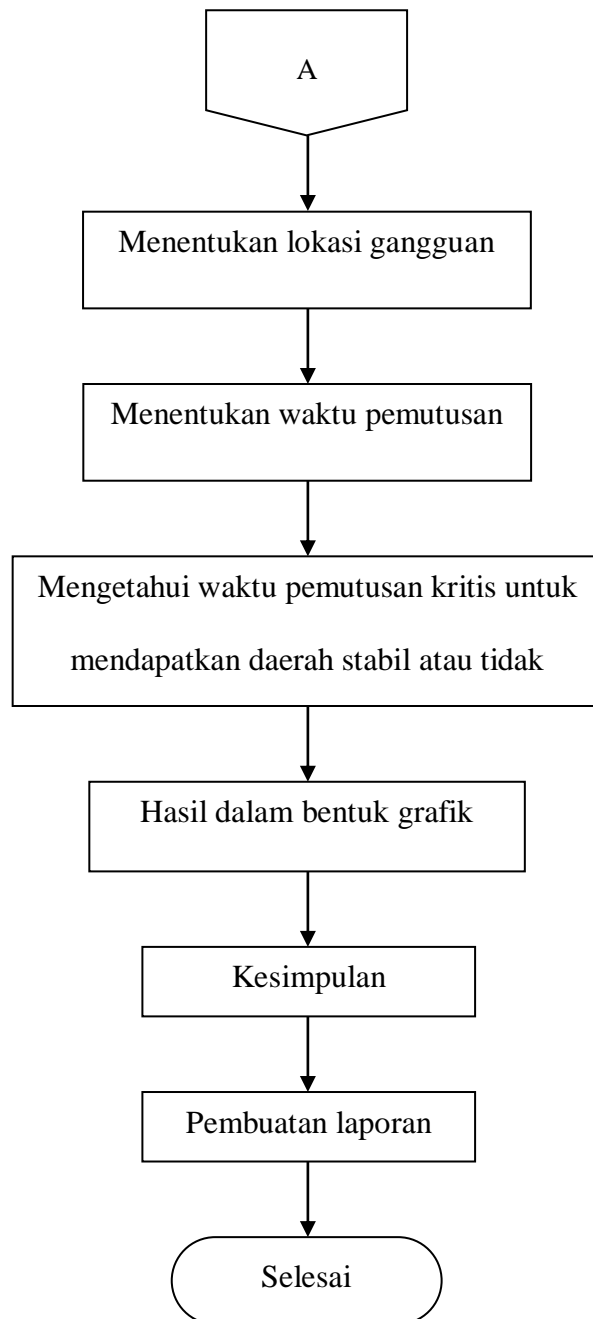 A
Menentukan lokasi gangguan
Menentukan waktu pemutusan
Mengetahui waktu pemutusan kritis untuk
mendapatkan daerah stabil atau tidak
Hasil dalam bentuk grafik
Kesimpulan
Pembuatan laporan
Selesai